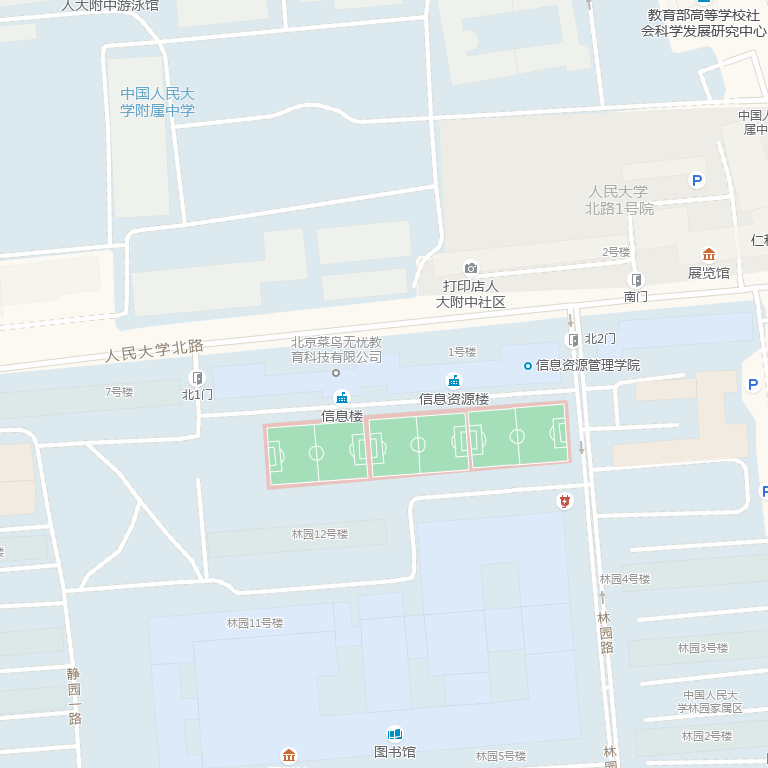 人大附中游泳馆
教育部高等学校社
会科学发展研究中心
中国人民大
学附属中学
中国人
属中
人民大学
北路1号院
P
仁和
2号楼
展览馆
打印店人
大附中社区
南门
人民大学北路
北京菜鸟无忧教
育科技有限公司
1号楼
北2门
信息资源管理学院
7号楼
北1门
信息楼
信息资源楼
P
P
林园12号楼
林园4号楼
林园11号楼
林园路
林园3号楼
静园一路
中国人民大
学林园家属区
林园2号楼
图书馆
林园5号楼
林园